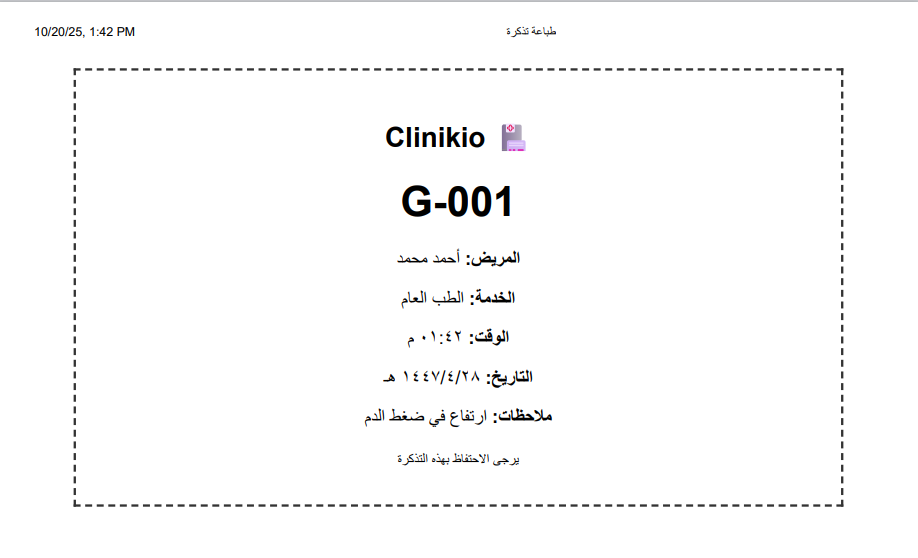 10/20/25, 1:42 PM
طباعة تذكرة
Clinikio
G-001
المريض: أحمد محمد
الخدمة: الطب العام
الوقت: ٠١:٤٢ م
التاريخ: ١٤٤٧/٤/٢٨ هـ
ملاحظات: ارتفاع في ضغط الدم
يرجى الاحتفاظ بهذه التذكرة